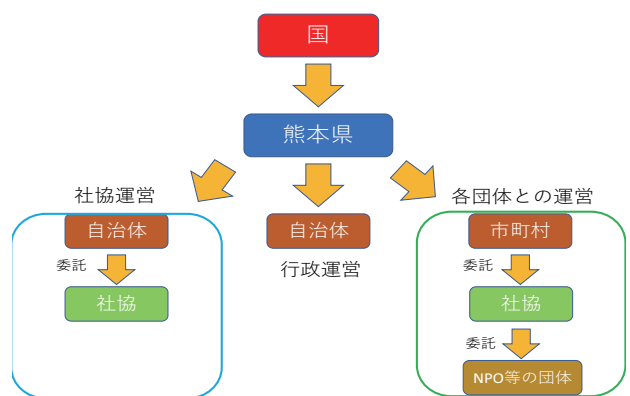 国
熊本県
社協運営
各団体との運営
自治体
自治体
市町村
委託
行政運営
委託
社協
社協
委託
NPO等の団体